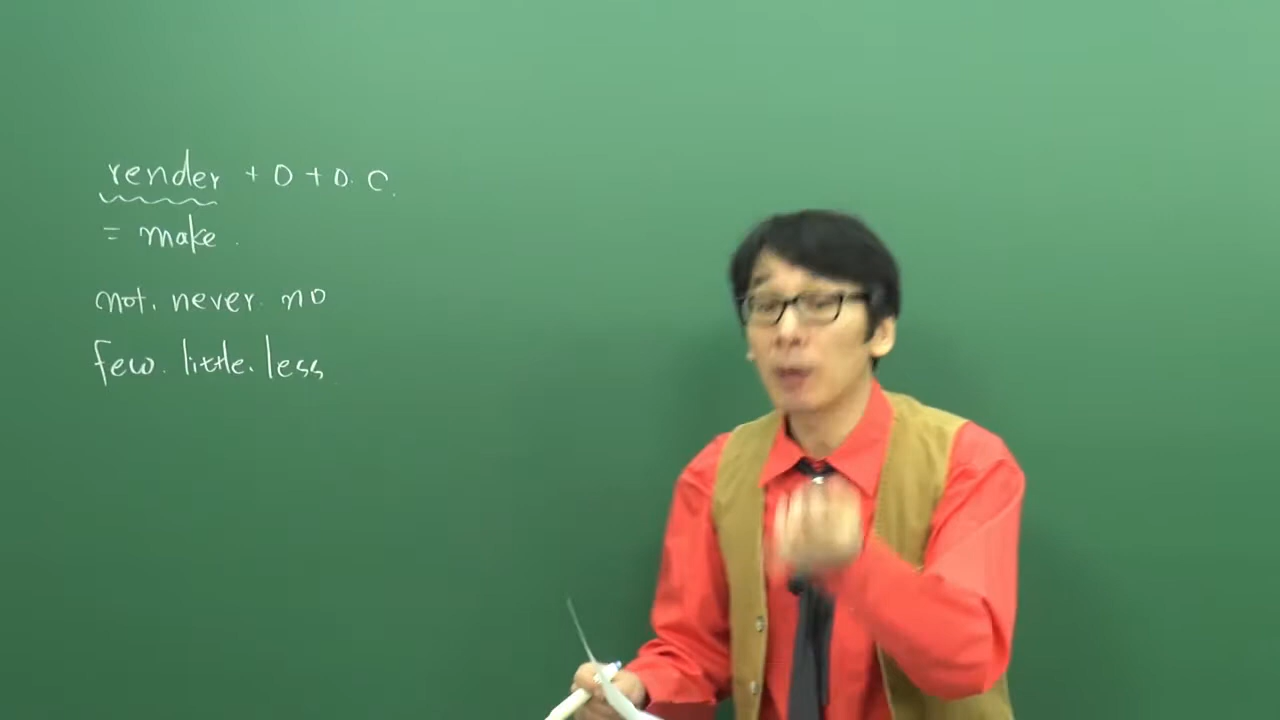 render + O + O.C.
= make.
not. never. no
few. little. less